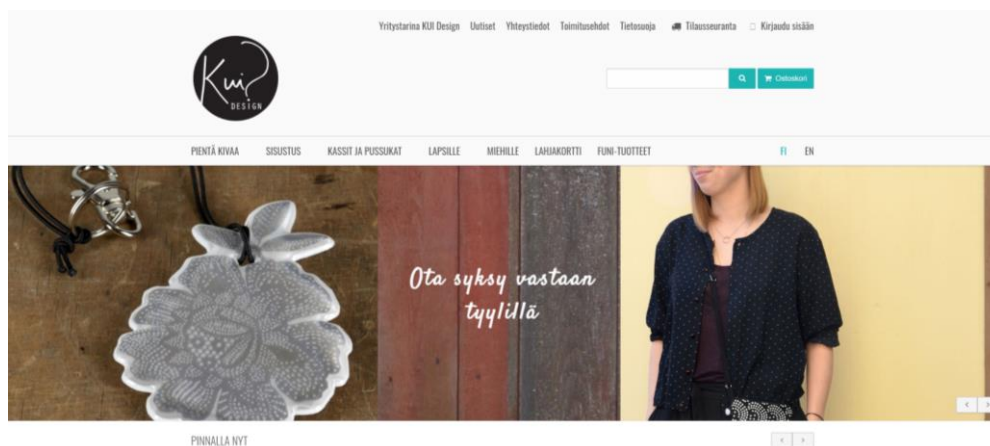 Yritystarina KUI Design Uutiset Yhteystiedot Toimitusehdot Tietosuoja Tilausseuranta Kirjaudu sisään
Kui?
DESIGN
Ostoskori
PIENTÄ KIVAA SISUSTUS KASSIT JA PUSSUKAT LAPSILLE MIEHILLE LAHJAKORTTI FUNI-TUOTTEET FI EN
Ota syksy vastaan
tyylillä
PINNALLA NYT